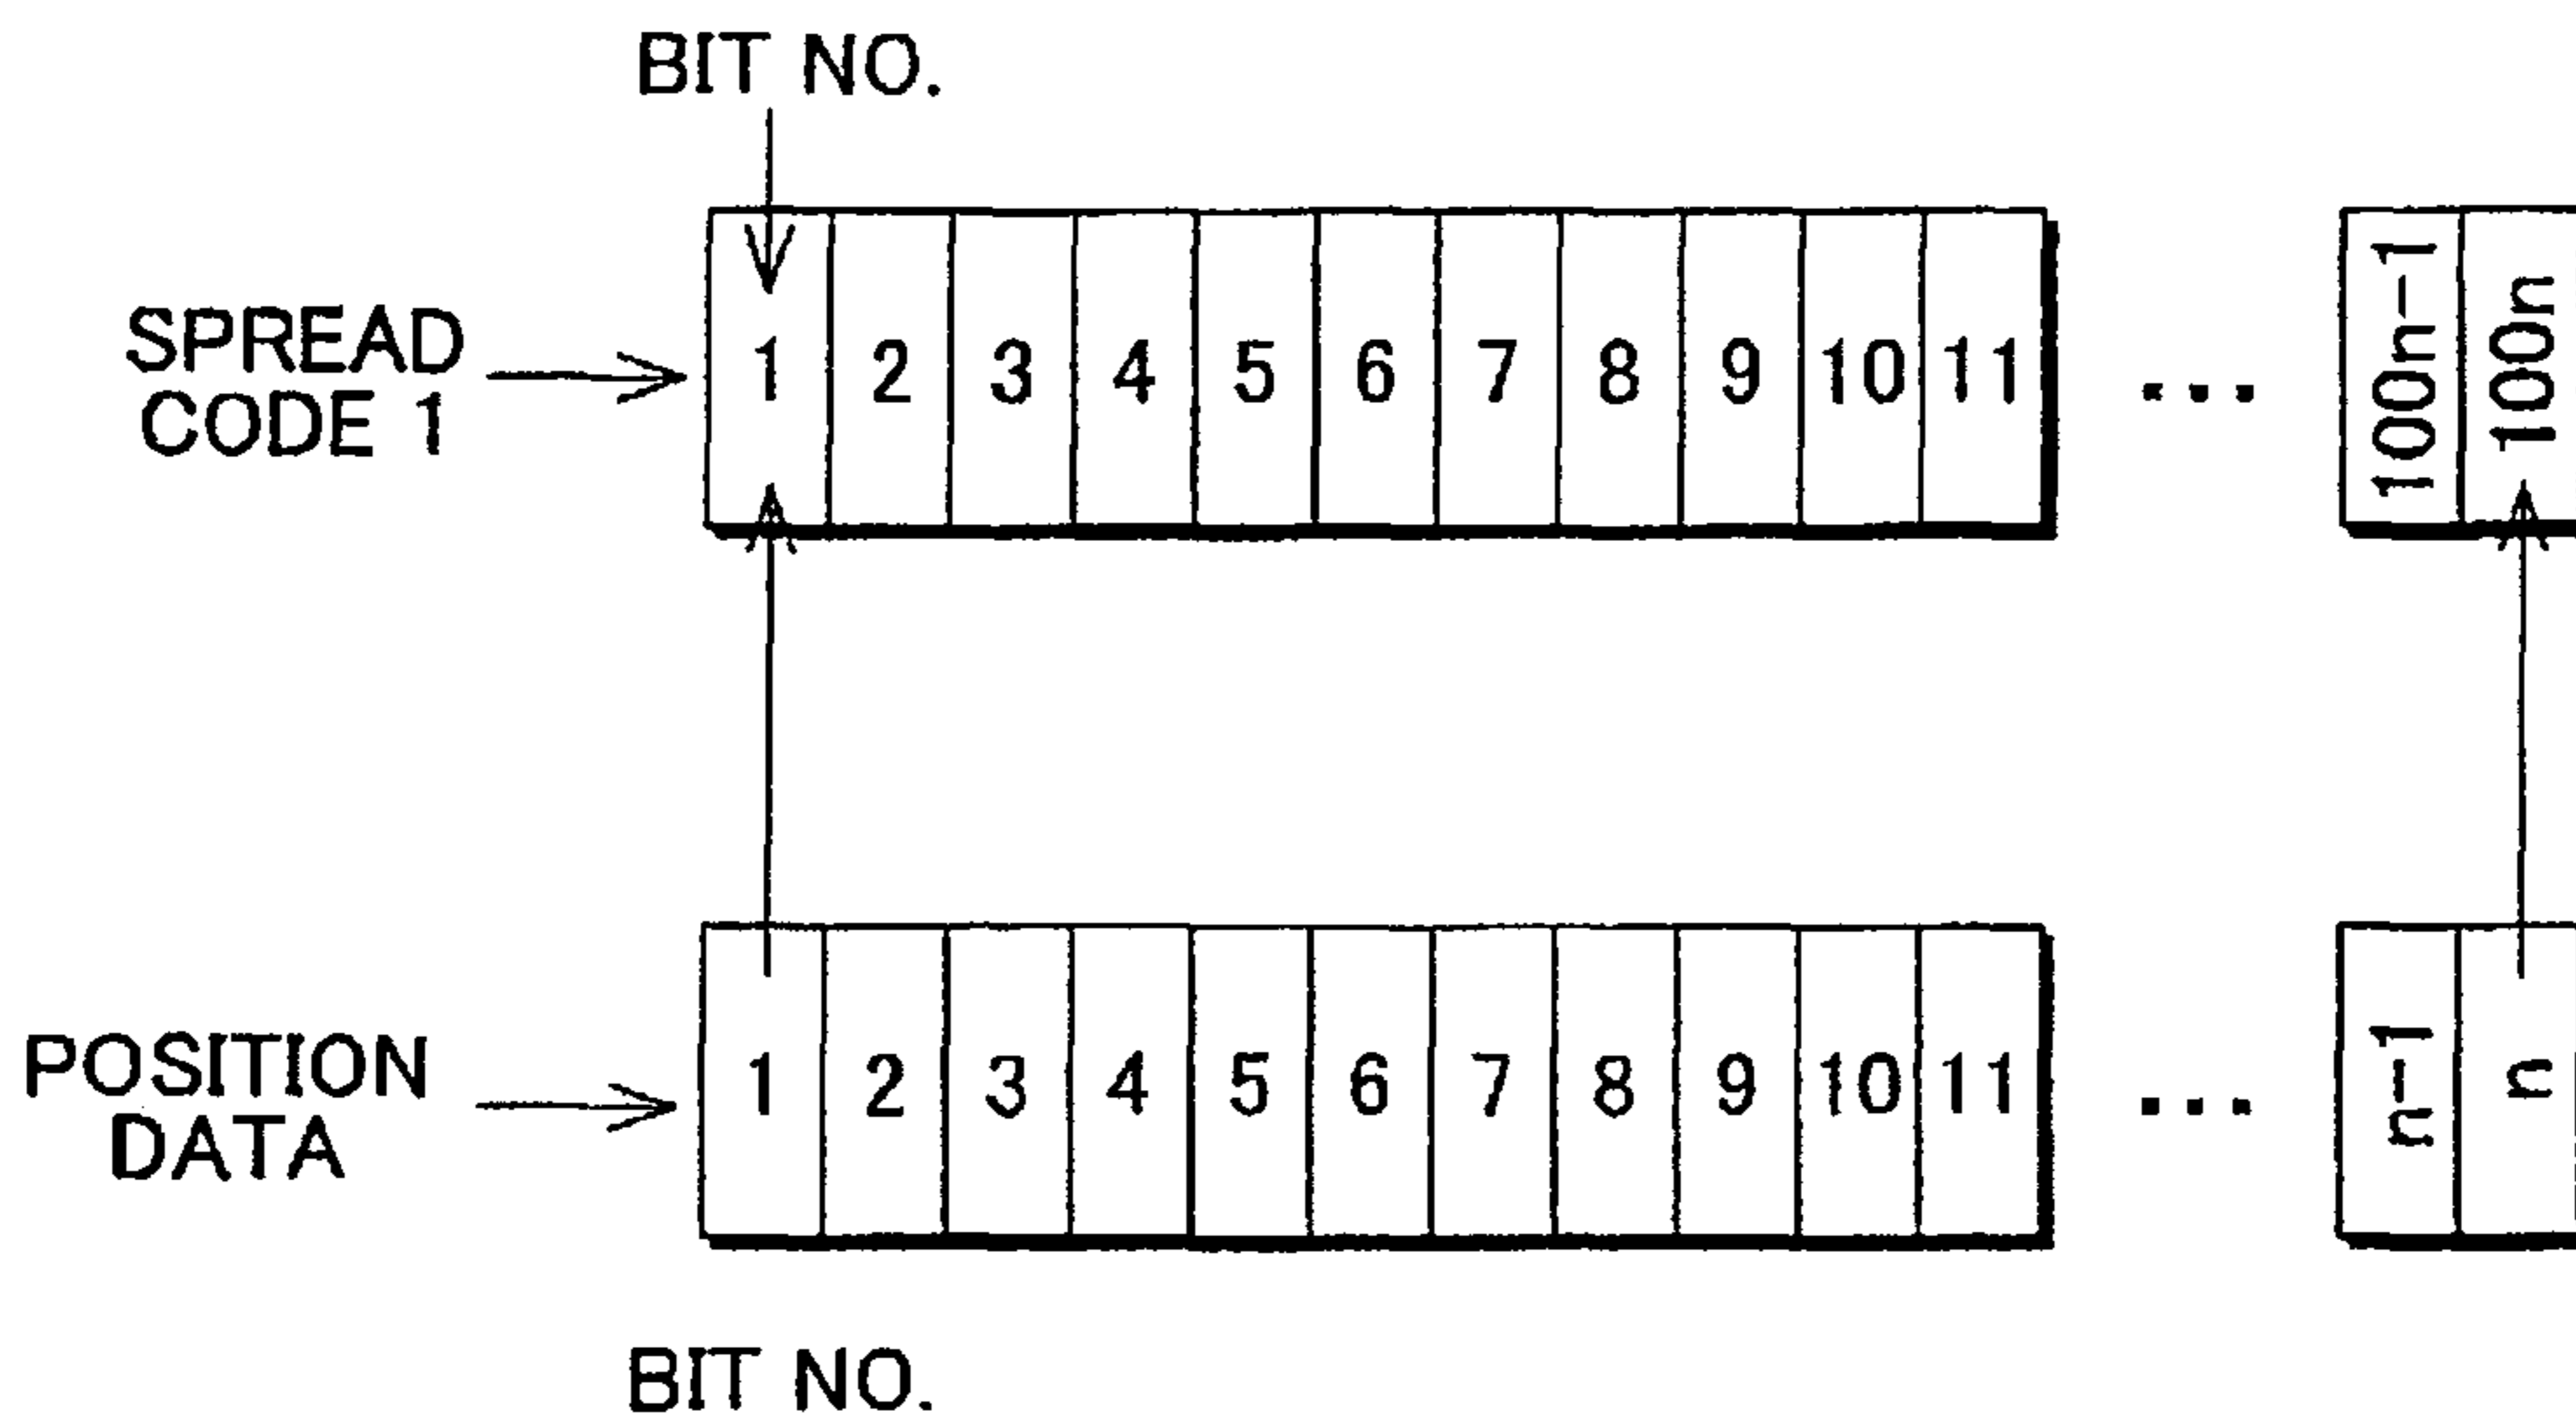 BIT NO.
SPREAD
CODE 1
1 2 3 4 5 6 7 8 9 10 11 ... 100n-1 100n
POSITION
DATA
1 2 3 4 5 6 7 8 9 10 11 ... n-1 n
BIT NO.